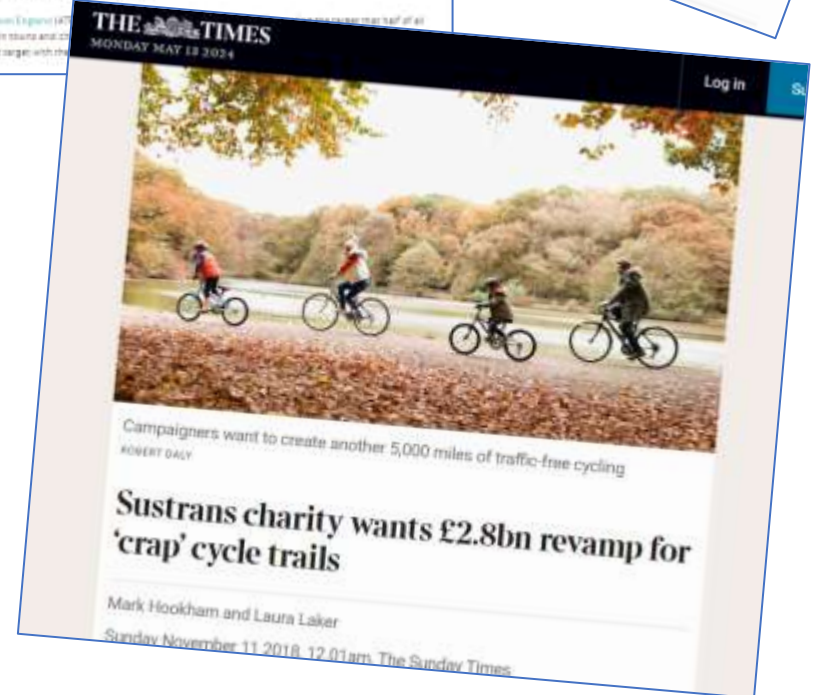 THE TIMES
MONDAY MAY 13 2024
Log in
Campaigners want to create another 5,000 miles of traffic-free cycling
ROBERT DALY
Sustrans charity wants £2.8bn revamp for
‘crap’ cycle trails
Mark Hookham and Laura Laker
Sunday November 11 2018, 12.01am, The Sunday Times